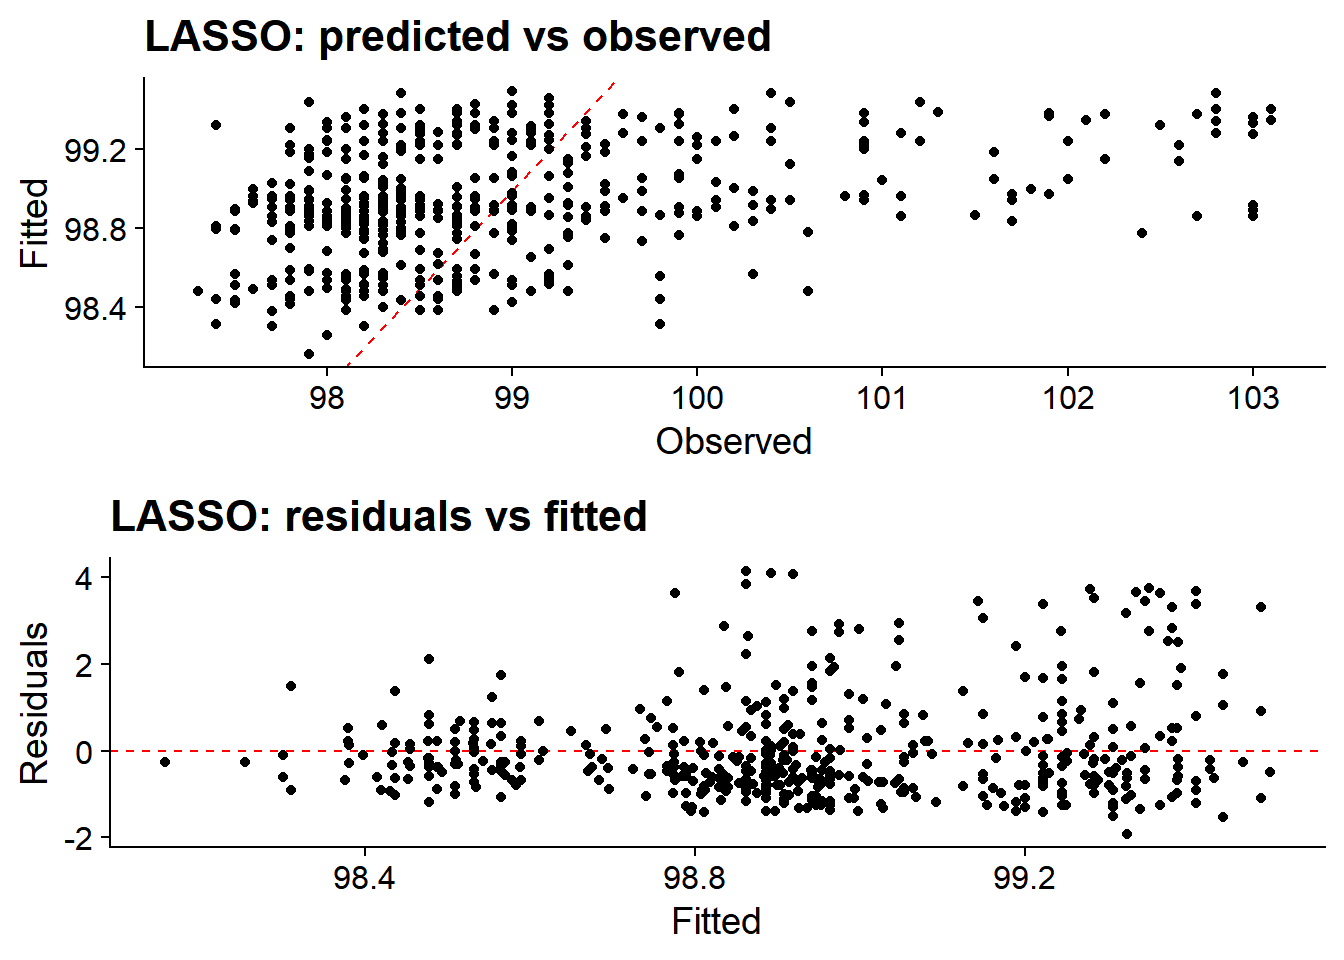 LASSO: predicted vs observed
99.2
98.8
98.4
Fitted
98 99 100 101 102 103
Observed
LASSO: residuals vs fitted
4
2
0
-2
Residuals
98.4 98.8 99.2
Fitted